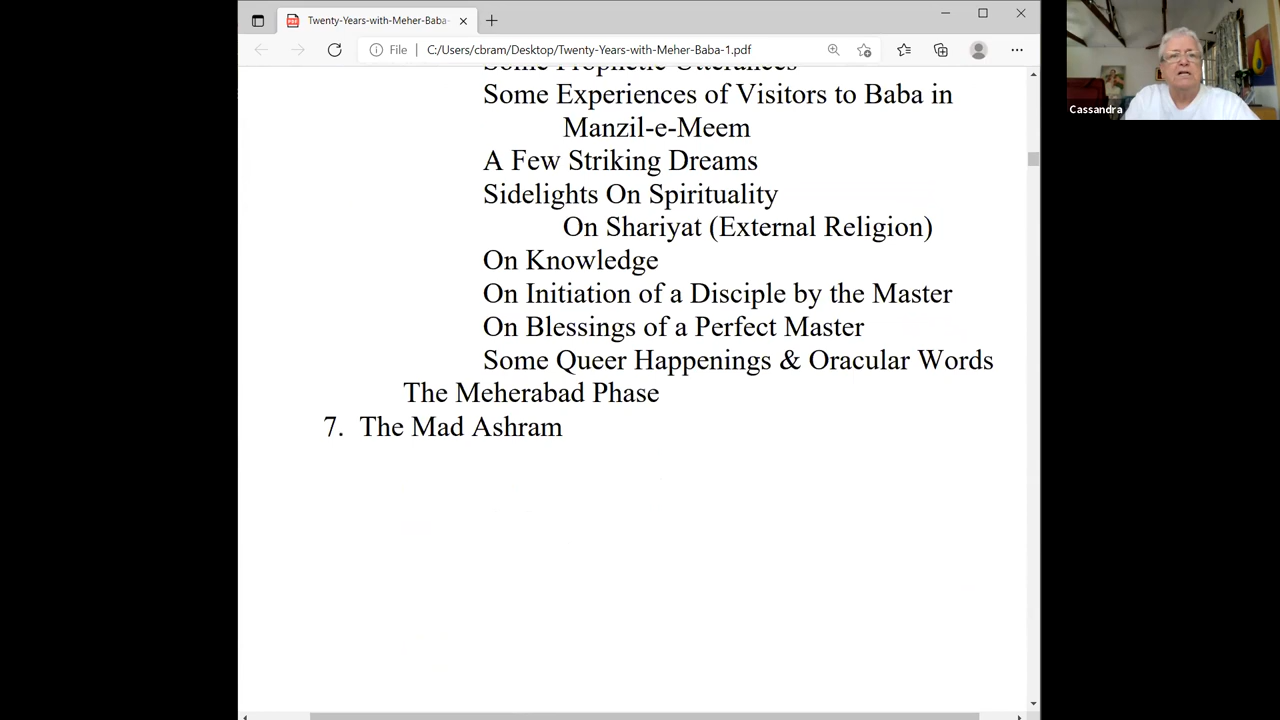 Twenty-Years-with-Meher-Baba-
File C:/Users/cbram/Desktop/Twenty-Years-with-Meher-Baba-1.pdf
Some Prophetic Utterances
Some Experiences of Visitors to Baba in
Manzil-e-Meem
A Few Striking Dreams
Sidelights On Spirituality
On Shariyat (External Religion)
On Knowledge
On Initiation of a Disciple by the Master
On Blessings of a Perfect Master
Some Queer Happenings & Oracular Words
The Meherabad Phase
7. The Mad Ashram
Cassandra